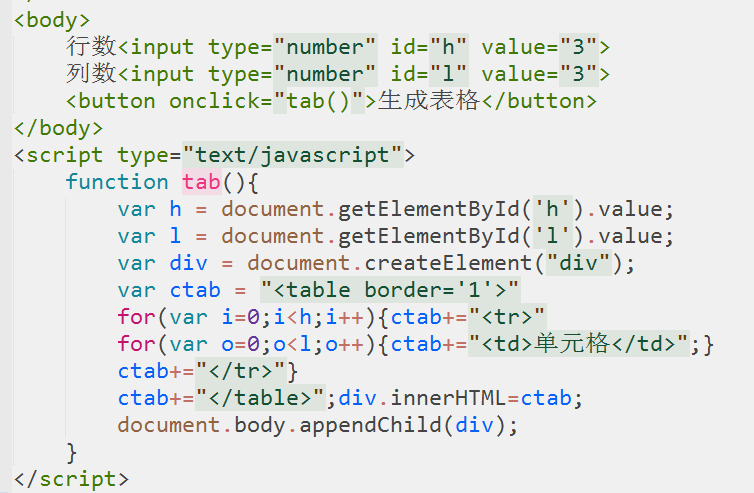 <body>
行数<input type="number" id="h" value="3">
列数<input type="number" id="l" value="3">
<button onclick="tab()">生成表格</button>
</body>
<script type="text/javascript">
function tab(){
var h = document.getElementById('h').value;
var l = document.getElementById('l').value;
var div = document.createElement("div");
var ctab = "<table border='1'>"
for(var i=0;i<h;i++){ctab+="<tr>"
for(var o=0;o<l;o++){ctab+="<td>单元格</td>";}
ctab+="</tr>"}
ctab+="</table>";div.innerHTML=ctab;
document.body.appendChild(div);
}
</script>